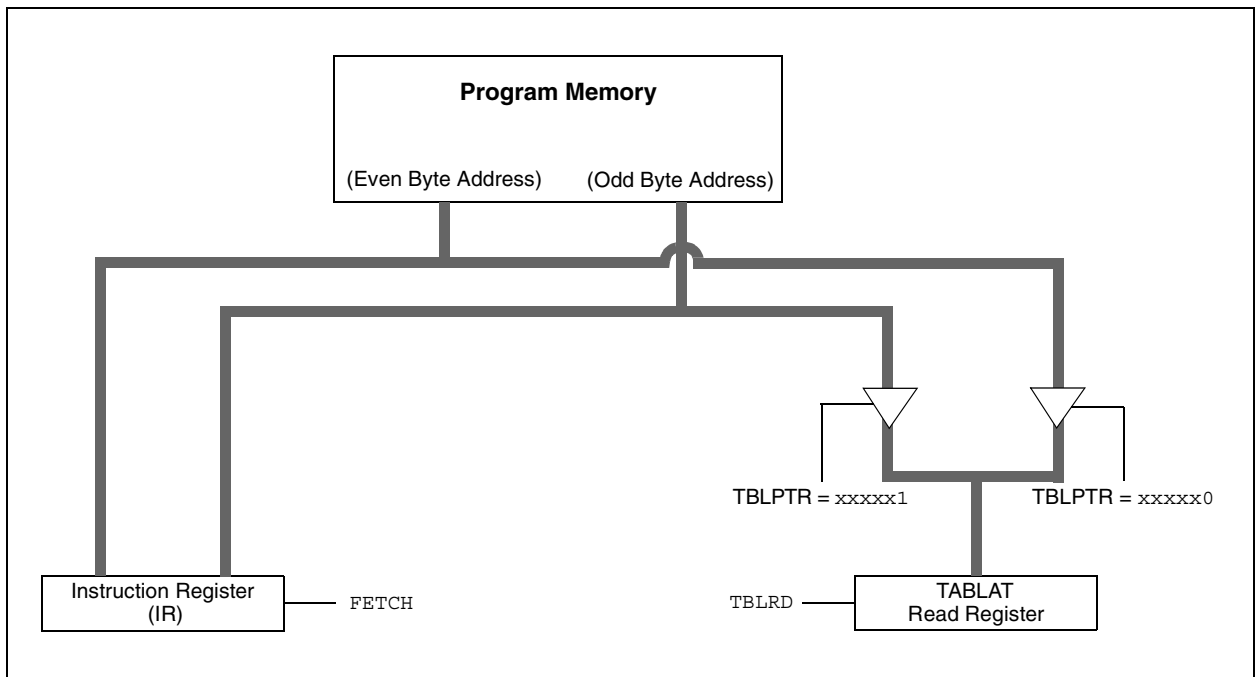 Program Memory
(Even Byte Address) (Odd Byte Address)
TBLPTR = xxxxx1 TBLPTR = xxxxx0
Instruction Register
(IR)
FETCH
TBLRD
TABLAT
Read Register